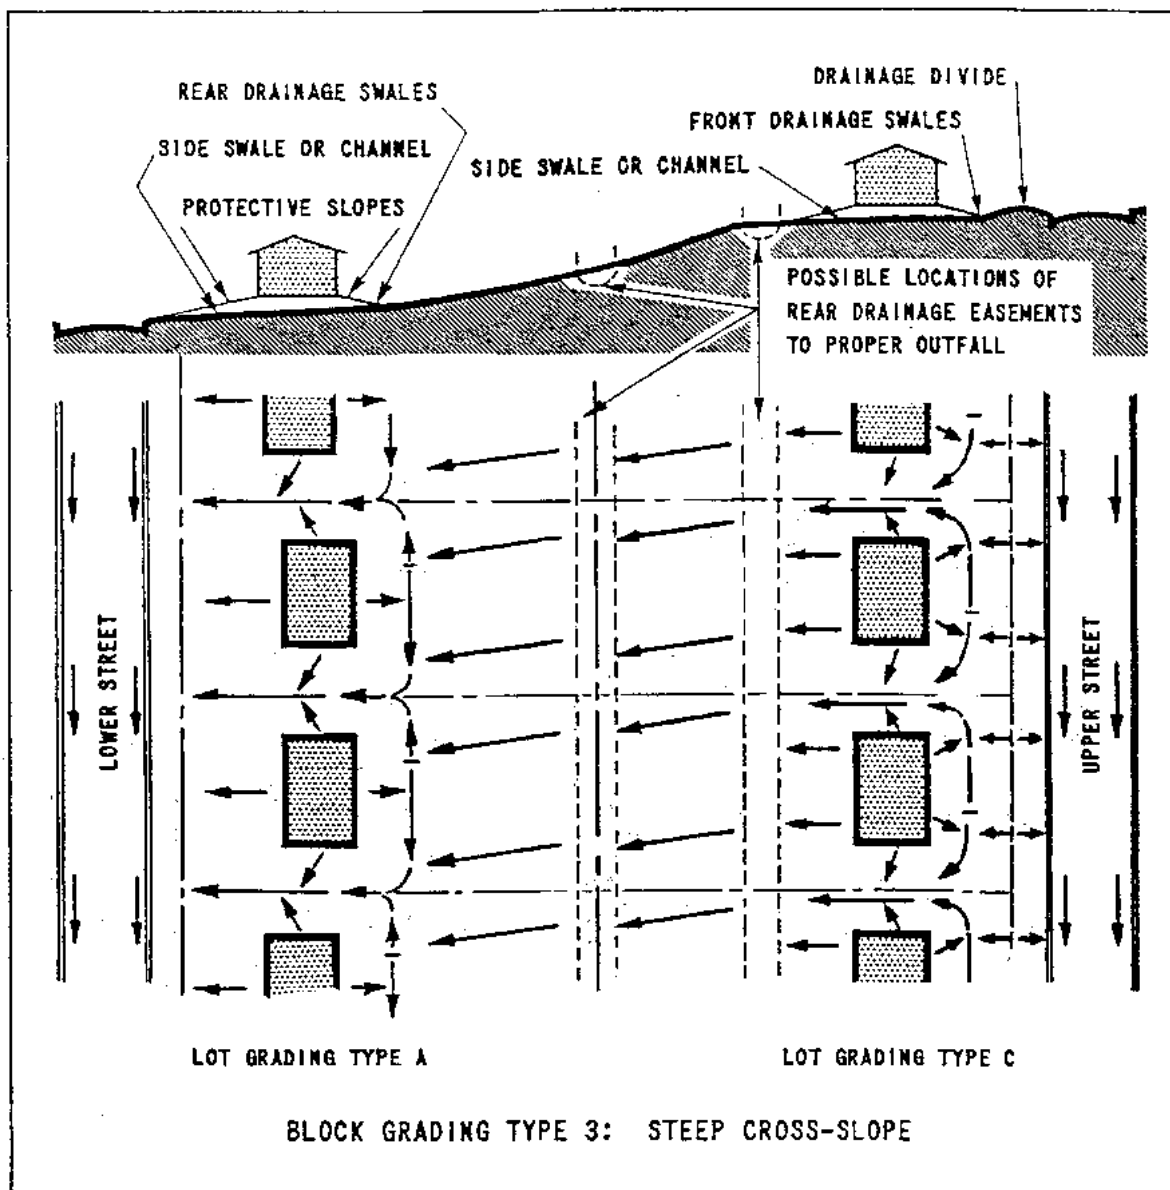 REAR DRAINAGE SWALES
SIDE SWALE OR CHANNEL
PROTECTIVE SLOPES
DRAINAGE DIVIDE
FRONT DRAINAGE SWALES
SIDE SWALE OR CHANNEL
POSSIBLE LOCATIONS OF
REAR DRAINAGE EASEMENTS
TO PROPER OUTFALL
LOWER STREET
UPPER STREET
LOT GRADING TYPE A
LOT GRADING TYPE C
BLOCK GRADING TYPE 3: STEEP CROSS-SLOPE